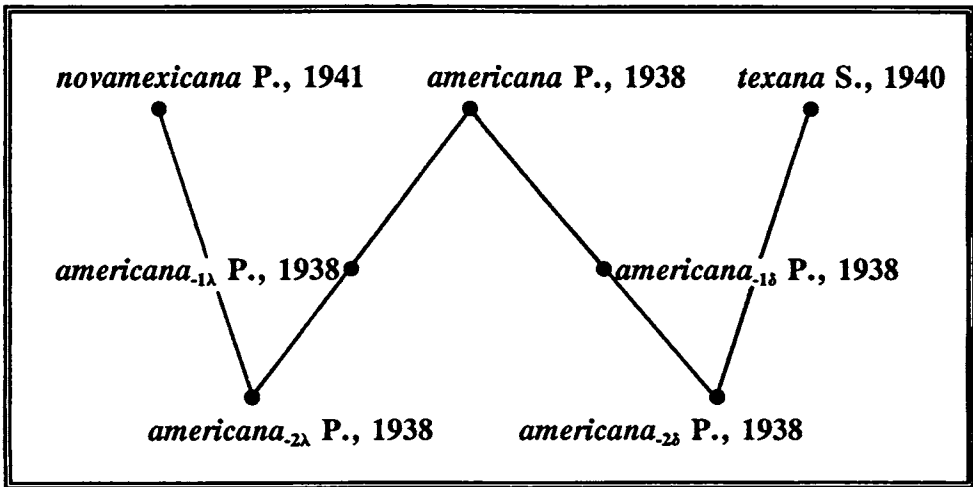 novamexicana P., 1941 americana P., 1938 texana S., 1940
americana₋₁λ P., 1938 americana₋₁δ P., 1938
americana₋₂λ P., 1938 americana₋₂δ P., 1938